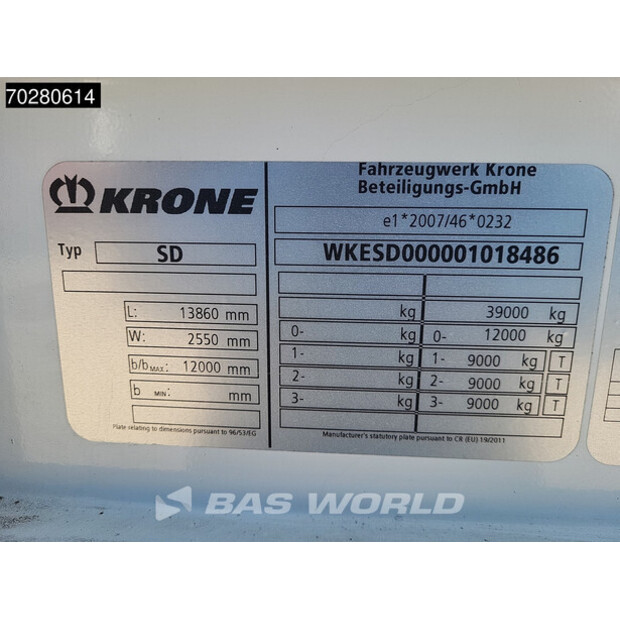 70280614
KRONE
Typ SD
L: 13860 mm
W: 2550 mm
b/bMAX: 12000 mm
b MIN: mm
Plate relating to dimensions pursuant to 96/53/EG
Fahrzeugwerk Krone
Beteiligungs-GmbH
e1*2007/46*0232
WKESD000001018486
kg 39000 kg
0- kg 0- 12000 kg
1- kg 1- 9000 kg T
2- kg 2- 9000 kg T
3- kg 3- 9000 kg T
Manufacturer's statutory plate pursuant to CR (EU) 19/2011
BAS WORLD